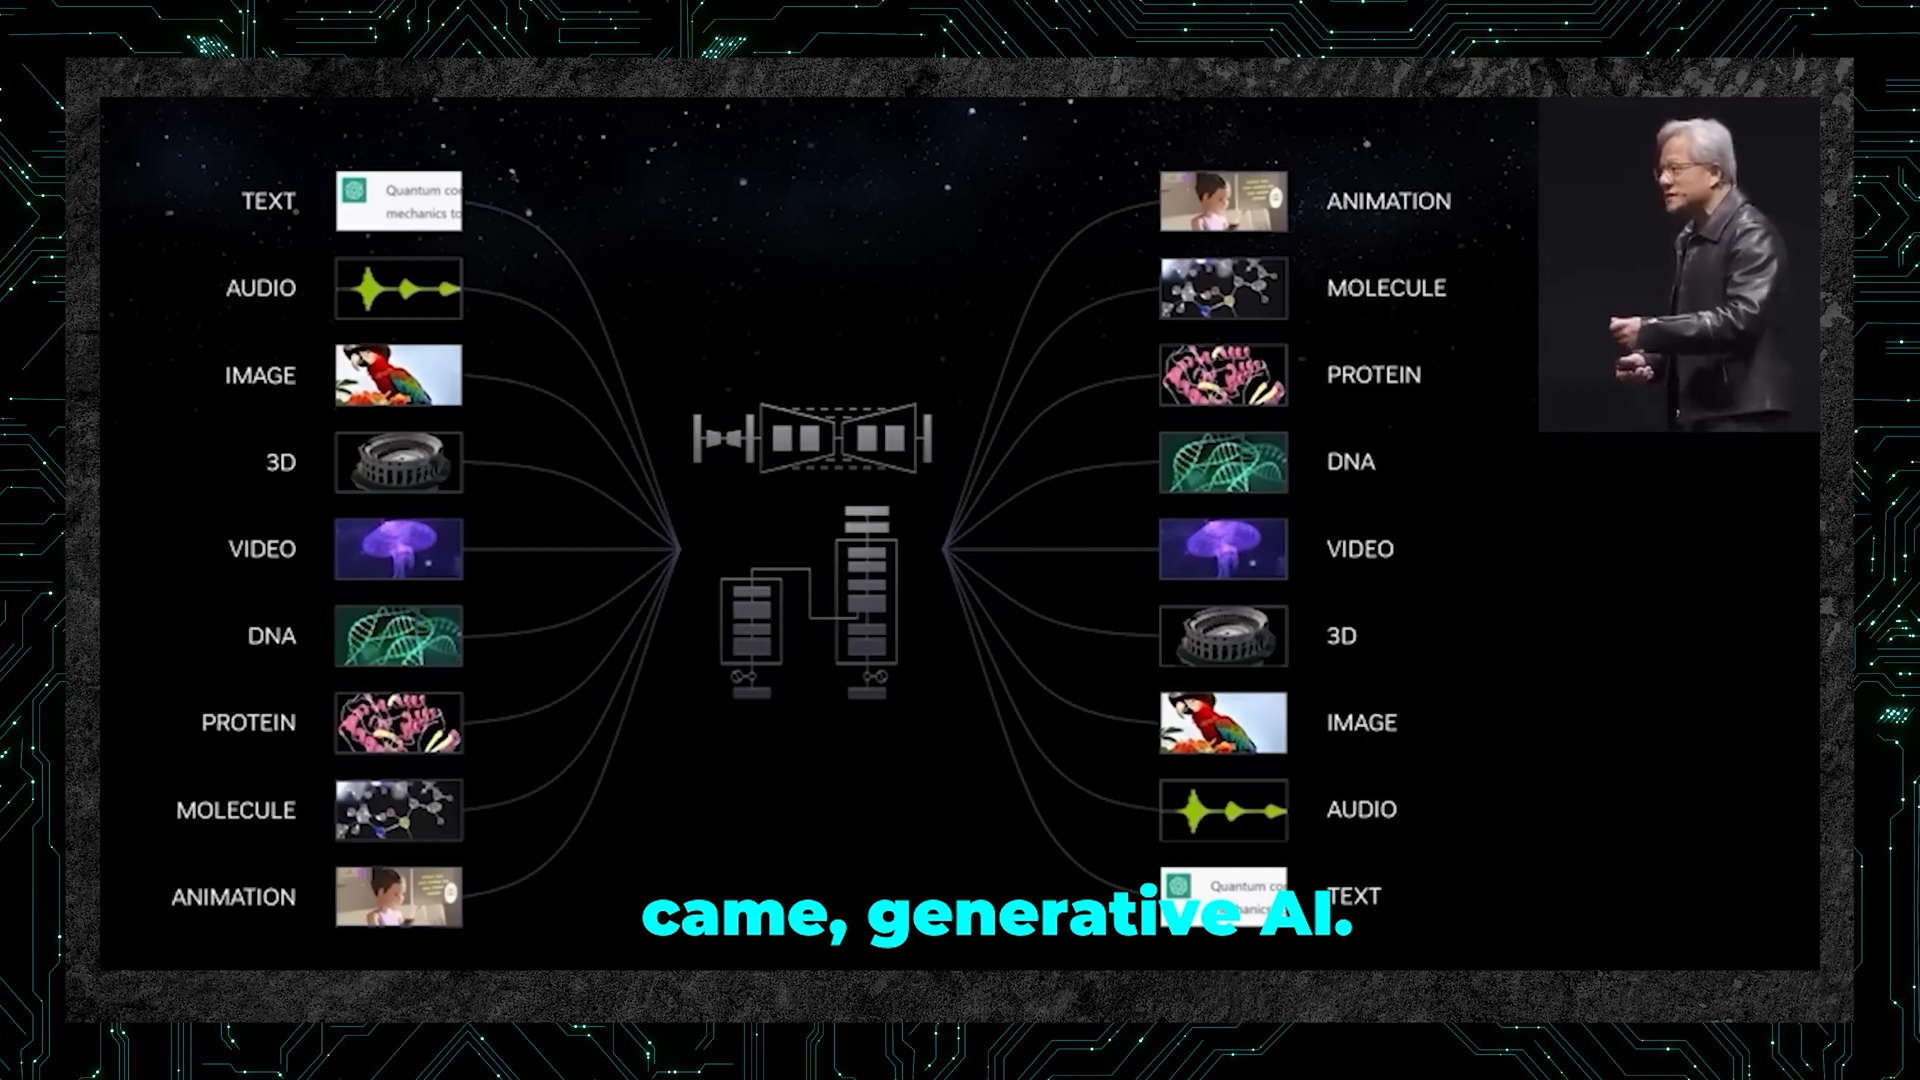 TEXT
Quantum
mechanics to
AUDIO
IMAGE
3D
VIDEO
DNA
PROTEIN
MOLECULE
ANIMATION
ANIMATION
MOLECULE
PROTEIN
DNA
VIDEO
3D
IMAGE
AUDIO
Quantum
TEXT
came, generative AI.